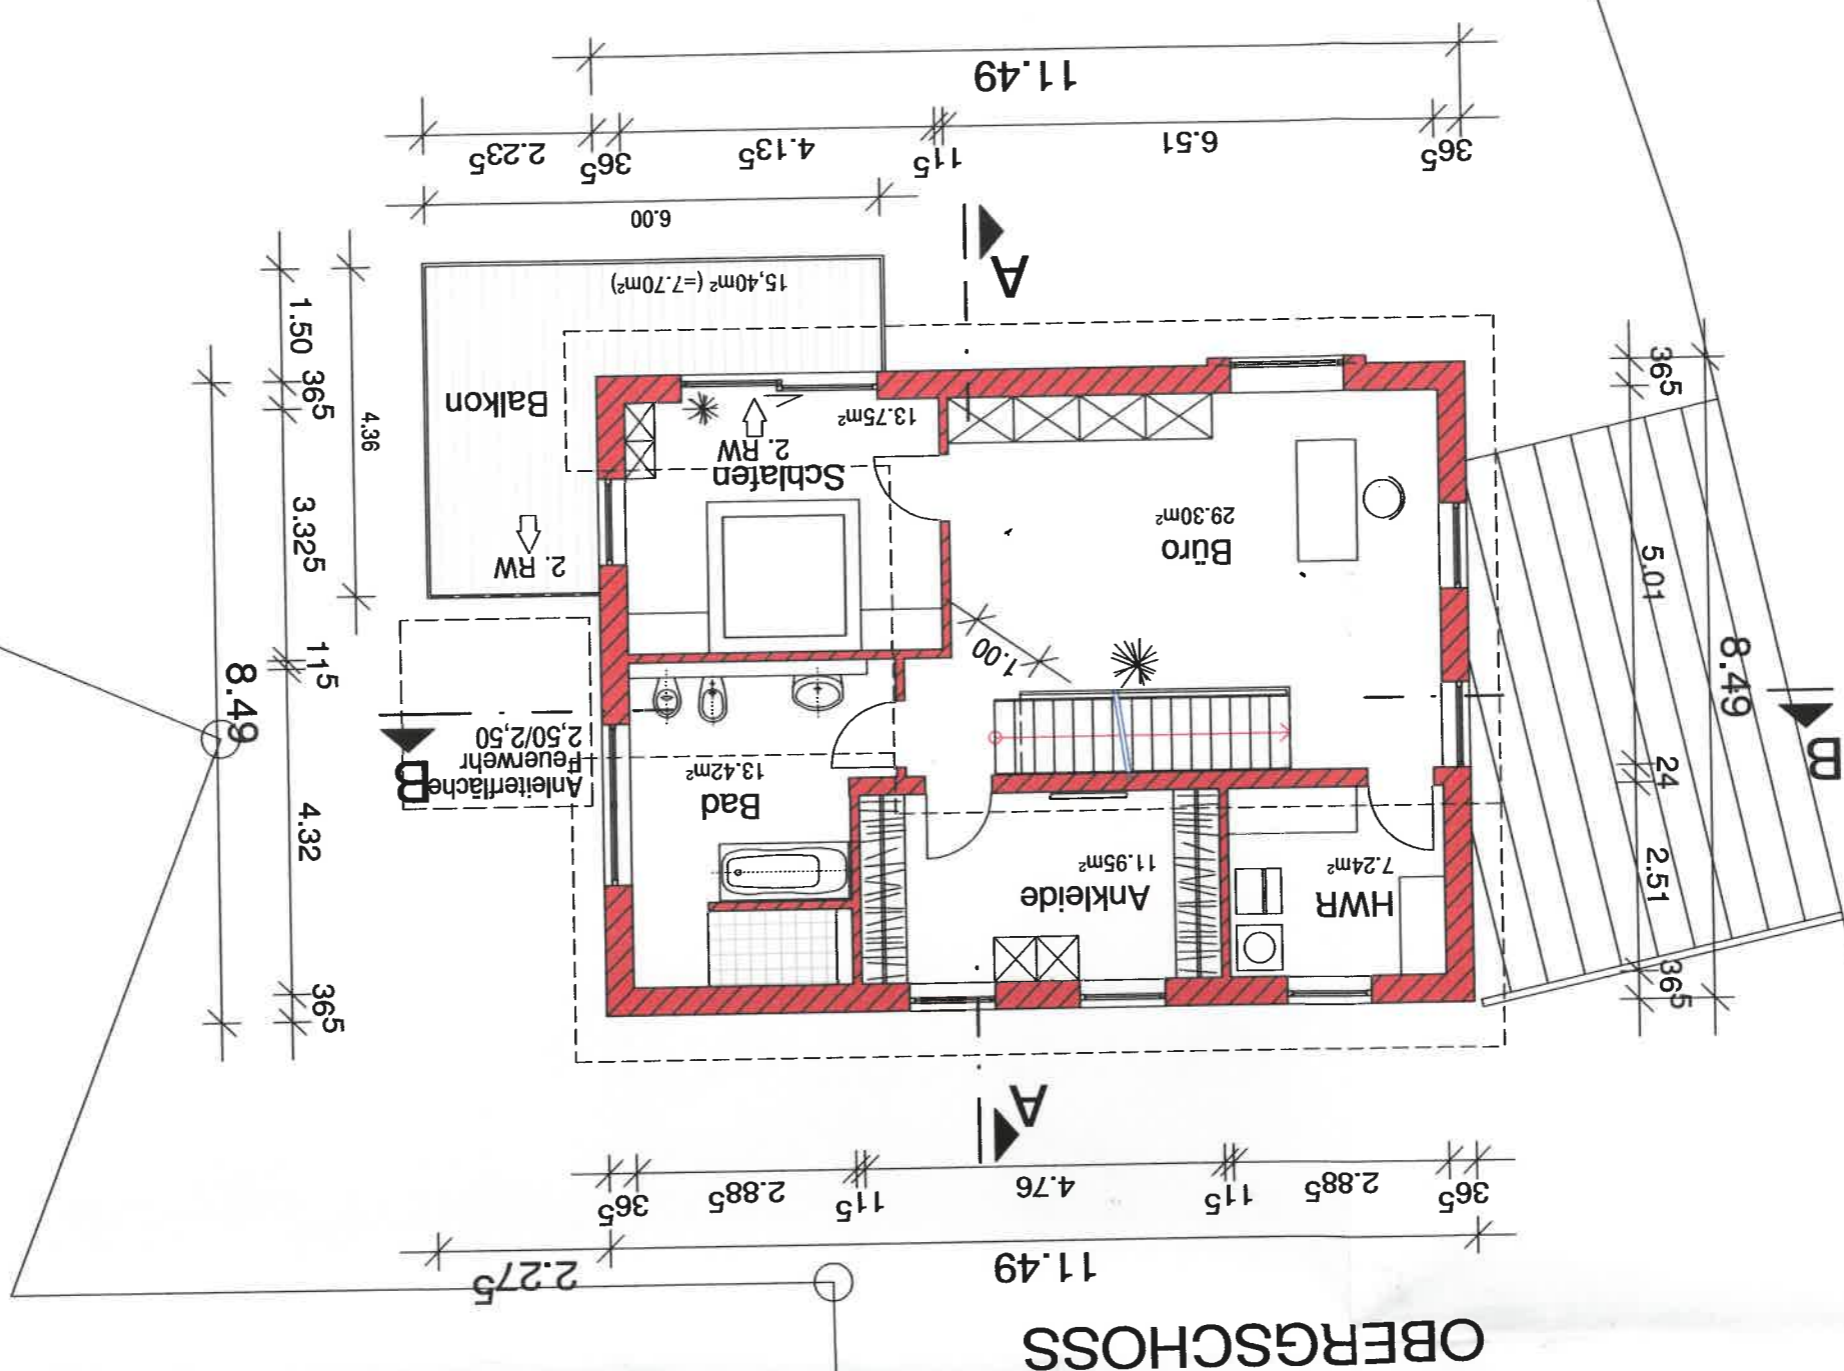 OBERGSCHOSS
11.49
2.275
365
2.885
115
4.76
115
2.885
365
A
HWR
7.24m²
Ankleide
11.95m²
Bad
13.42m²
B
B
Anleiterfläche
Feuerwehr
2,50/2,50
1.00
Büro
29.30m²
Schlafen
2. RW
13.75m²
2. RW
Balkon
15,40m² (=7.70m²)
A
6.00
4.36
365
6.51
115
4.135
365
2.235
11.49
1.50
365
3.325
115
4.32
365
8.49
365
5.01
24
2.51
365
8.49